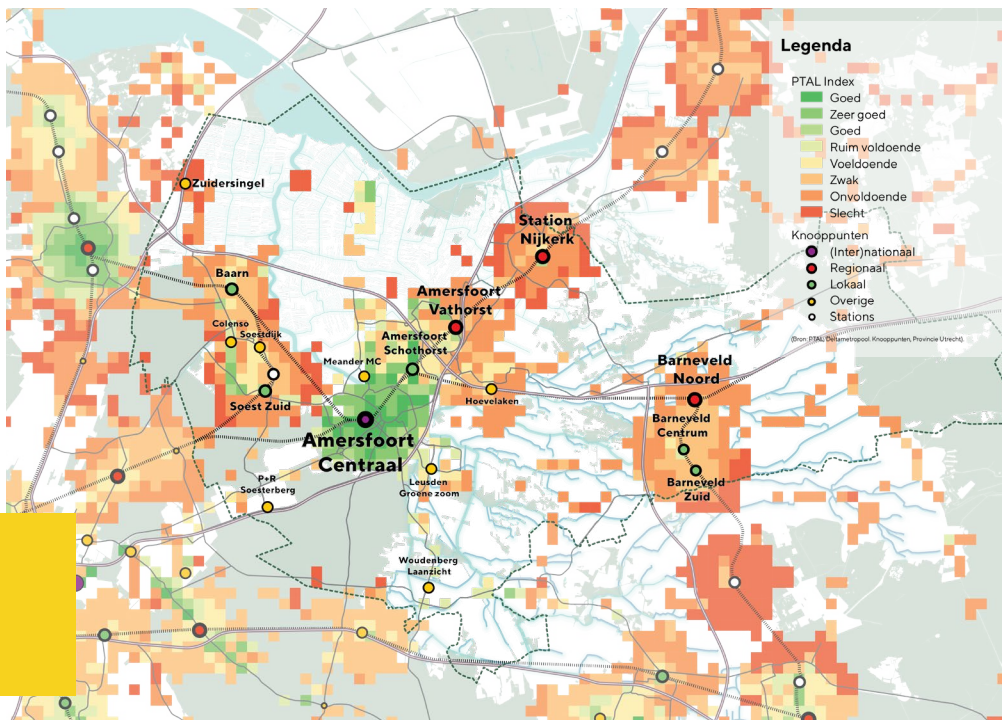 Legenda
PTAL Index
Goed
Zeer goed
Goed
Ruim voldoende
Voeldoende
Zwak
Onvoldoende
Slecht
Knooppunten
(Inter)nationaal
Regionaal
Lokaal
Overige
Stations
(Bron: PTAL, Deltametropool. Knooppunten, Provincie Utrecht).
Zuidersingel
Station
Nijkerk
Baarn
Amersfoort
Vathorst
Colenso
Soestdijk
Amersfoort
Schothorst
Meander MC
Barneveld
Noord
Soest Zuid
Hoevelaken
Barneveld
Centrum
Amersfoort
Centraal
P+R
Soesterberg
Leusden
Groene zoom
Barneveld
Zuid
Woudenberg
Laanzicht